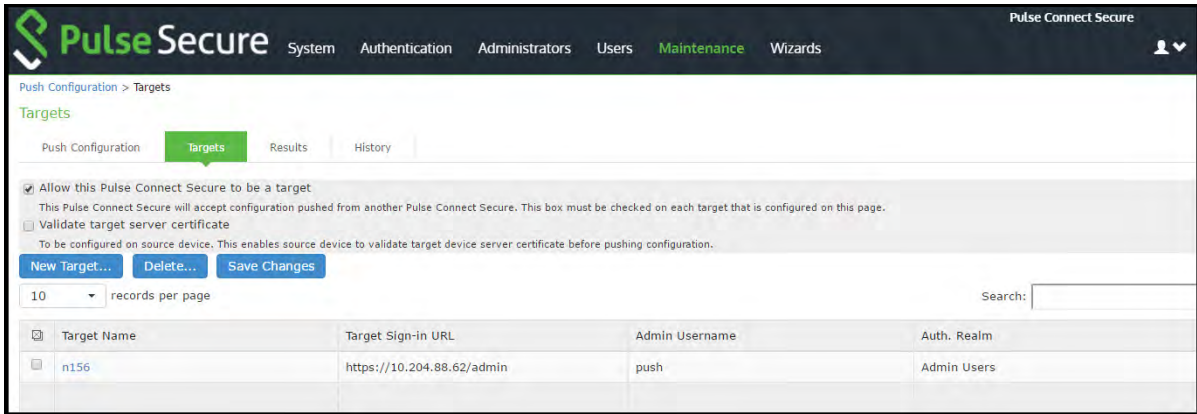 Pulse Connect Secure
Pulse Secure System Authentication Administrators Users Maintenance Wizards
Push Configuration > Targets
Targets
Push Configuration Targets Results History
Allow this Pulse Connect Secure to be a target
This Pulse Connect Secure will accept configuration pushed from another Pulse Connect Secure. This box must be checked on each target that is configured on this page.
Validate target server certificate
To be configured on source device. This enables source device to validate target device server certificate before pushing configuration.
New Target... Delete... Save Changes
10 records per page Search:
Target Name Target Sign-in URL Admin Username Auth. Realm
n156 https://10.204.88.62/admin push Admin Users